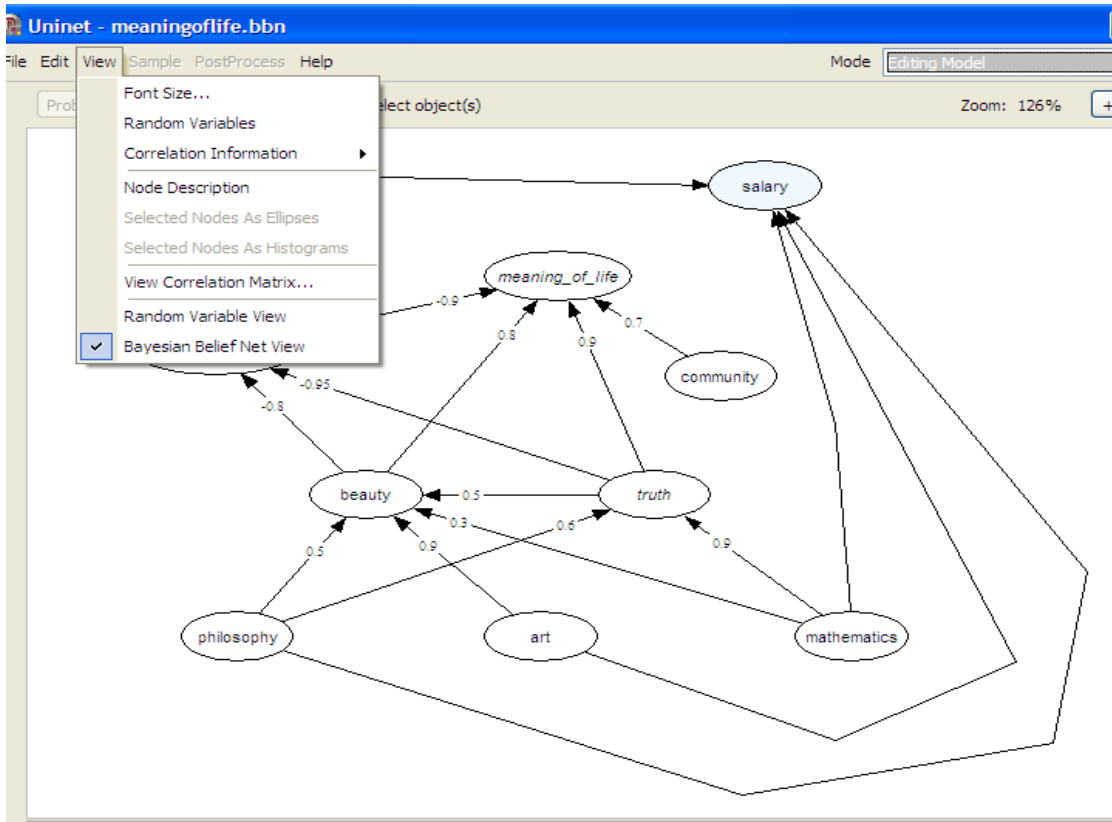 Uninet - meaningoflife.bbn
File Edit View Sample PostProcess Help Mode Editing Model
Zoom: 126% +
Font Size...
Random Variables
Correlation Information
Node Description
Selected Nodes As Ellipses
Selected Nodes As Histograms
View Correlation Matrix...
Random Variable View
Bayesian Belief Net View
object(s)
salary
meaning_of_life
-0.9
0.8
0.9
0.7
community
-0.95
-0.8
beauty
0.5
truth
0.3
0.6
0.5
0.9
0.9
philosophy
art
mathematics